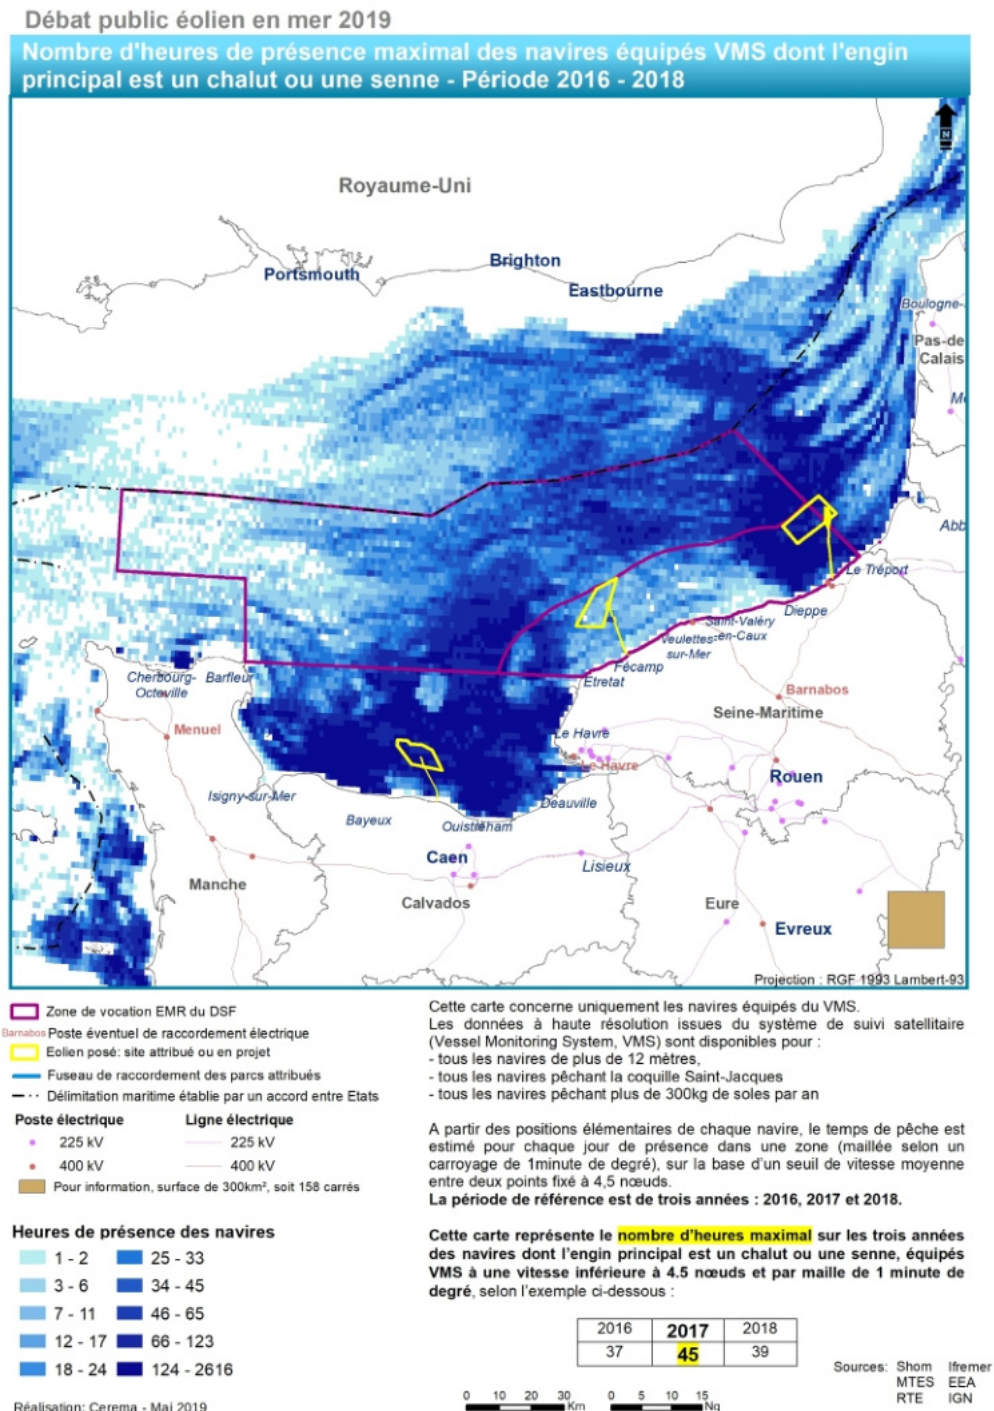 Débat public éolien en mer 2019
Nombre d'heures de présence maximal des navires équipés VMS dont l'engin
principal est un chalut ou une senne - Période 2016 - 2018
N
Royaume-Uni
Portsmouth
Brighton
Eastbourne
Boulogne-
Pas-de
Calais
Abb
Le Tréport
Dieppe
Saint-Valéry
-en-Caux
Veulettes-
sur-Mer
Fécamp
Etretat
Cherbourg-
Octeville
Barfleur
Barnabos
Seine-Maritime
Menuel
Le Havre
Le Havre
Rouen
Isigny-sur-Mer
Deauville
Bayeux
Ouistreham
Caen
Lisieux
Manche
Calvados
Eure
Evreux
Projection : RGF 1993 Lambert-93
Zone de vocation EMR du DSF
Barnabos Poste éventuel de raccordement électrique
Eolien posé: site attribué ou en projet
Fuseau de raccordement des parcs attribués
Délimitation maritime établie par un accord entre Etats
Poste électrique
Ligne électrique
225 kV
225 kV
400 kV
400 kV
Pour information, surface de 300km², soit 158 carrés
Heures de présence des navires
1 - 2
25 - 33
3 - 6
34 - 45
7 - 11
46 - 65
12 - 17
66 - 123
18 - 24
124 - 2616
Réalisation: Cerema - Mai 2019
Cette carte concerne uniquement les navires équipés du VMS.
Les données à haute résolution issues du système de suivi satellitaire
(Vessel Monitoring System, VMS) sont disponibles pour :
- tous les navires de plus de 12 mètres,
- tous les navires pêchant la coquille Saint-Jacques
- tous les navires pêchant plus de 300kg de soles par an
A partir des positions élémentaires de chaque navire, le temps de pêche est
estimé pour chaque jour de présence dans une zone (maillée selon un
carroyage de 1minute de degré), sur la base d'un seuil de vitesse moyenne
entre deux points fixé à 4,5 nœuds.
La période de référence est de trois années : 2016, 2017 et 2018.
Cette carte représente le nombre d'heures maximal sur les trois années
des navires dont l'engin principal est un chalut ou une senne, équipés
VMS à une vitesse inférieure à 4.5 nœuds et par maille de 1 minute de
degré, selon l'exemple ci-dessous :
2016 2017 2018
37 45 39
0 10 20 30
Km
0 5 10 15
Nq
Sources: Shom Ifremer
MTES EEA
RTE IGN